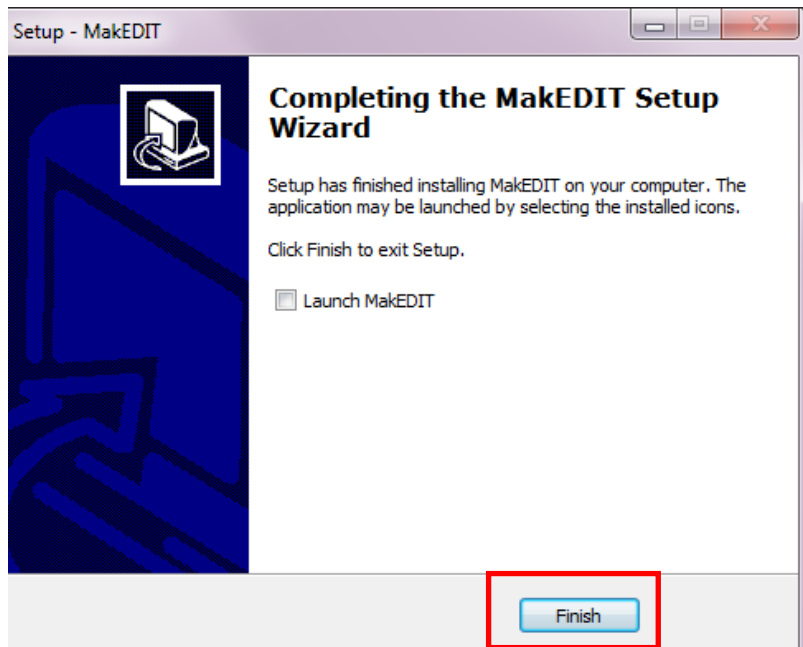 Setup - MakEDIT
Completing the MakEDIT Setup
Wizard
Setup has finished installing MakEDIT on your computer. The
application may be launched by selecting the installed icons.
Click Finish to exit Setup.
Launch MakEDIT
Finish